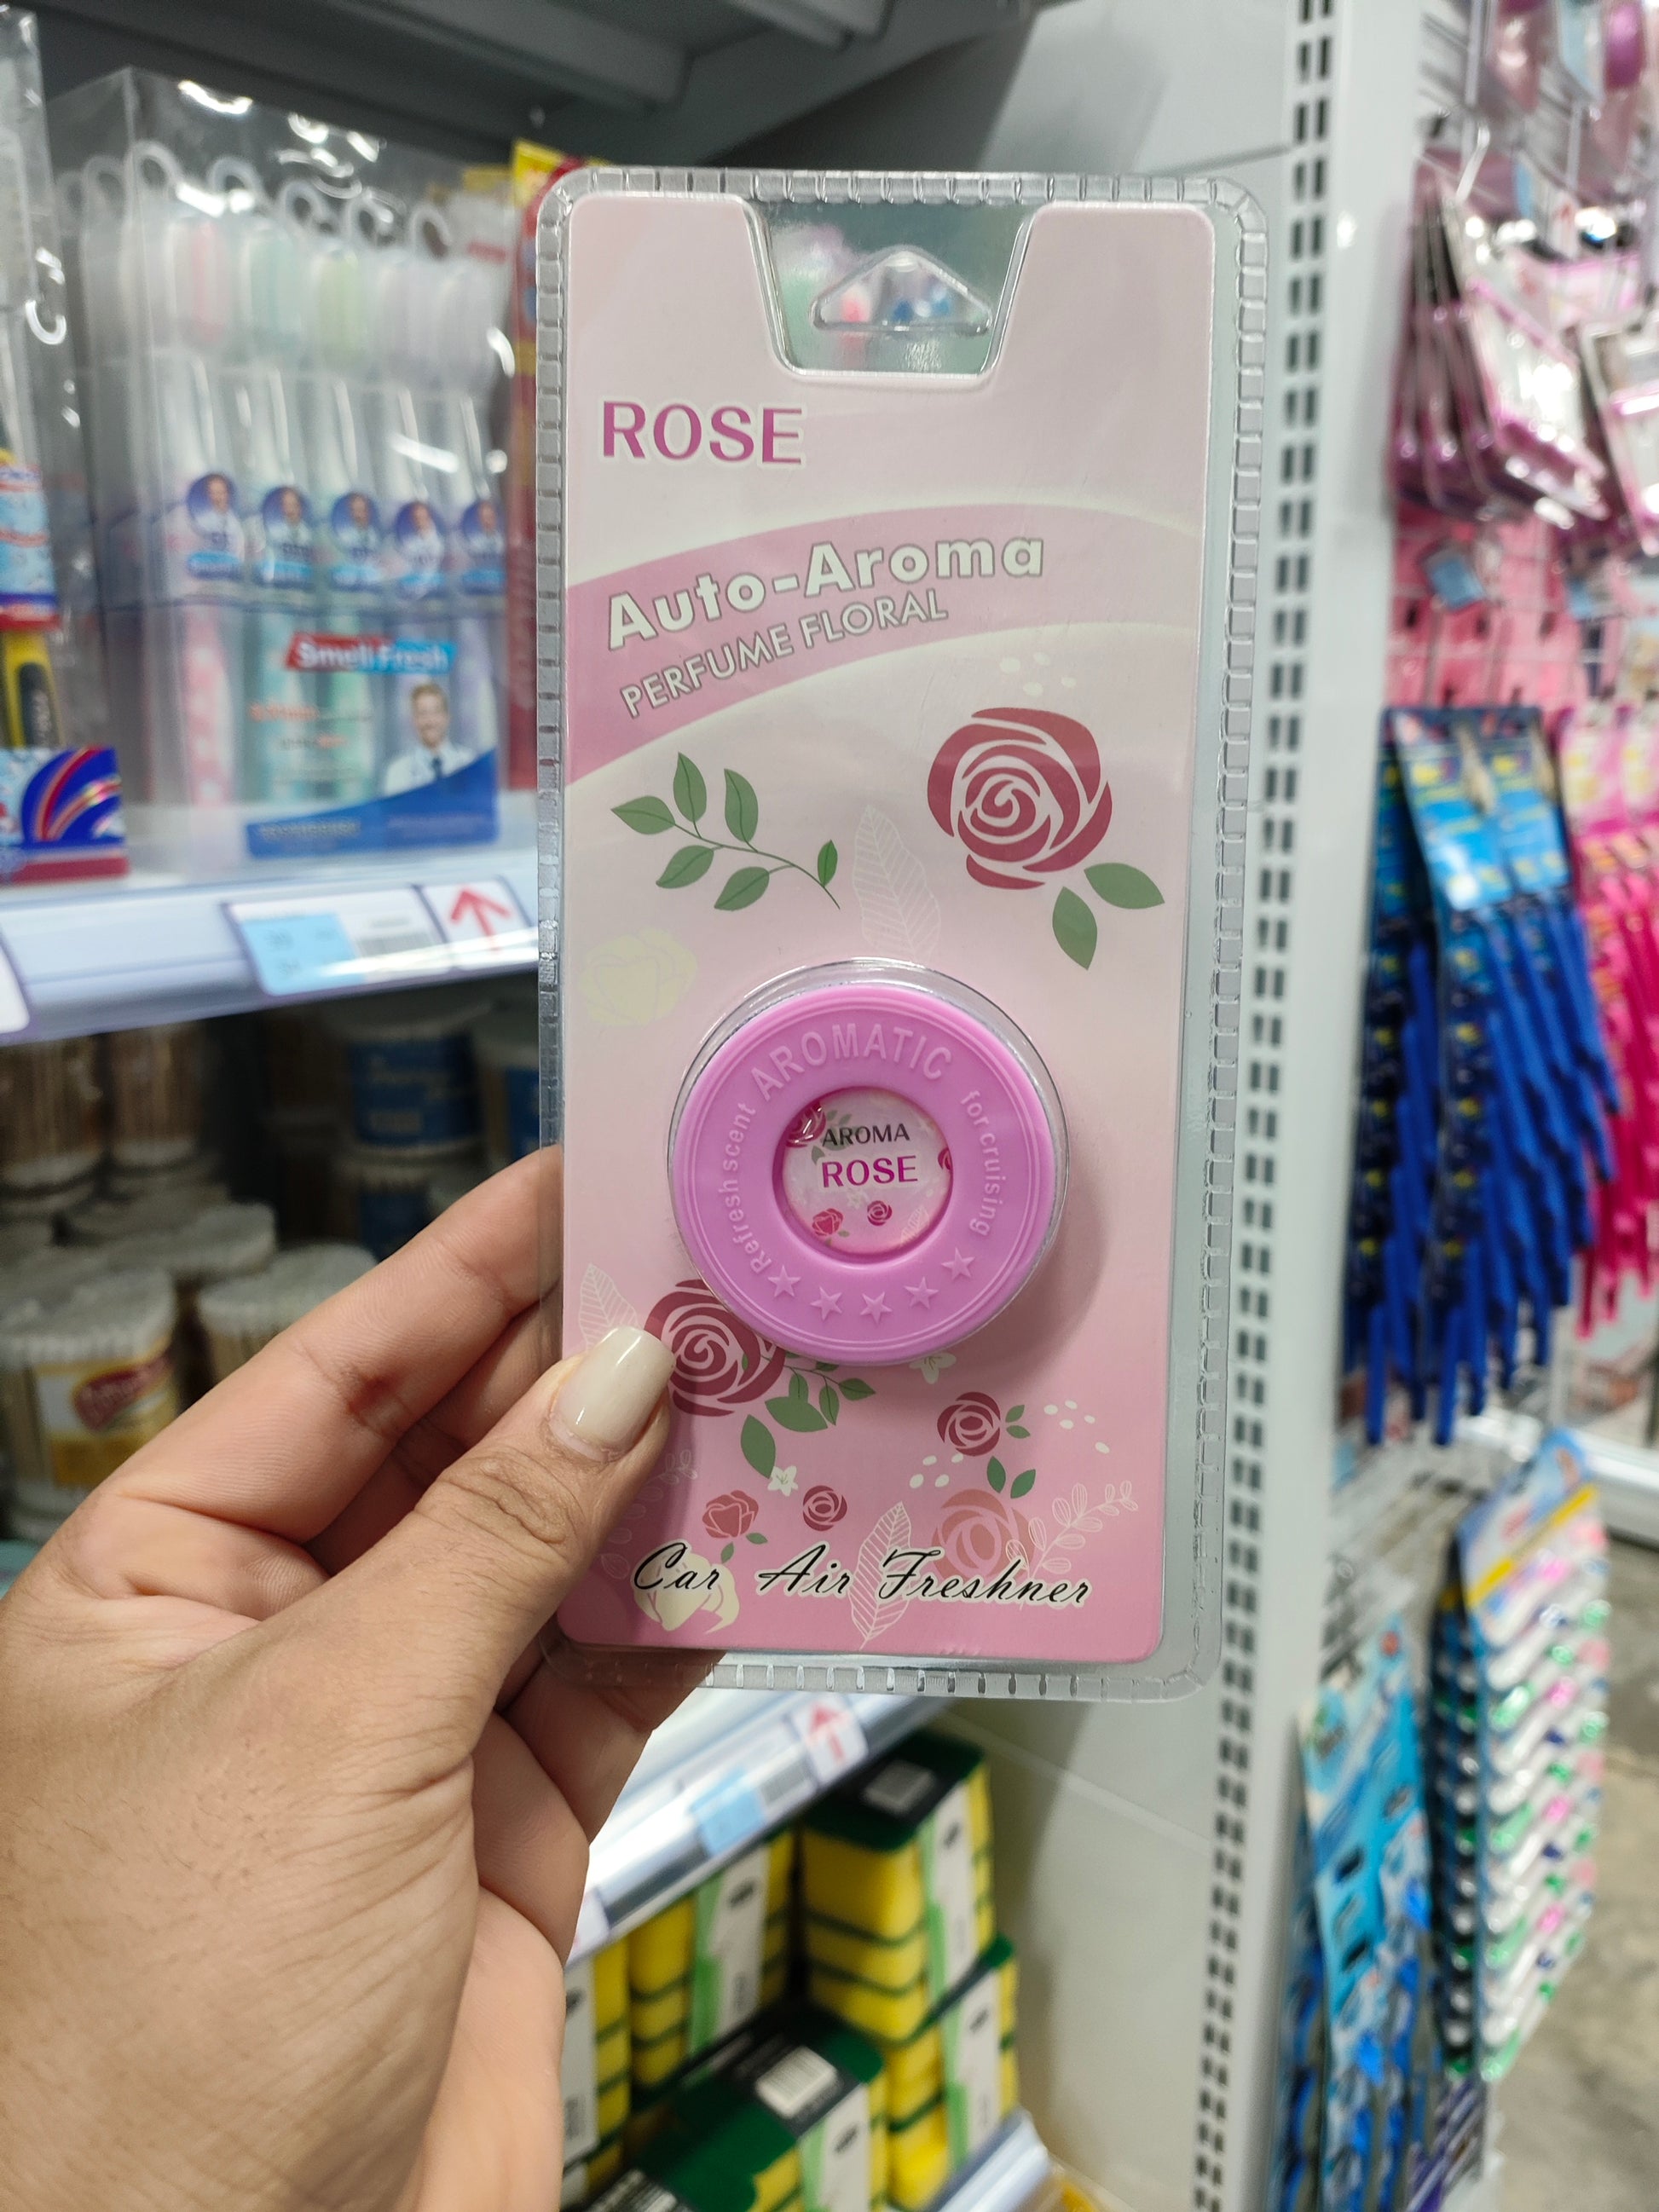 ROSE
Auto-Aroma
PERFUME FLORAL
AROMATIC
Refresh scent
for cruising
AROMA
ROSE
Car Air Freshner
Smell Fresh